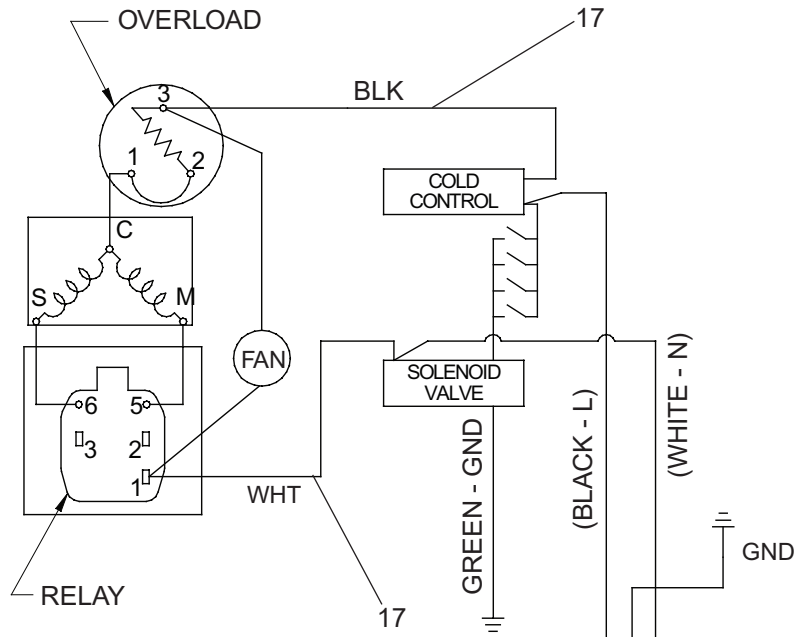 OVERLOAD
17
BLK
3
1
2
COLD
CONTROL
C
S
M
FAN
SOLENOID
VALVE
6
5
3
2
1
WHT
GREEN - GND
(BLACK - L)
(WHITE - N)
GND
RELAY
17